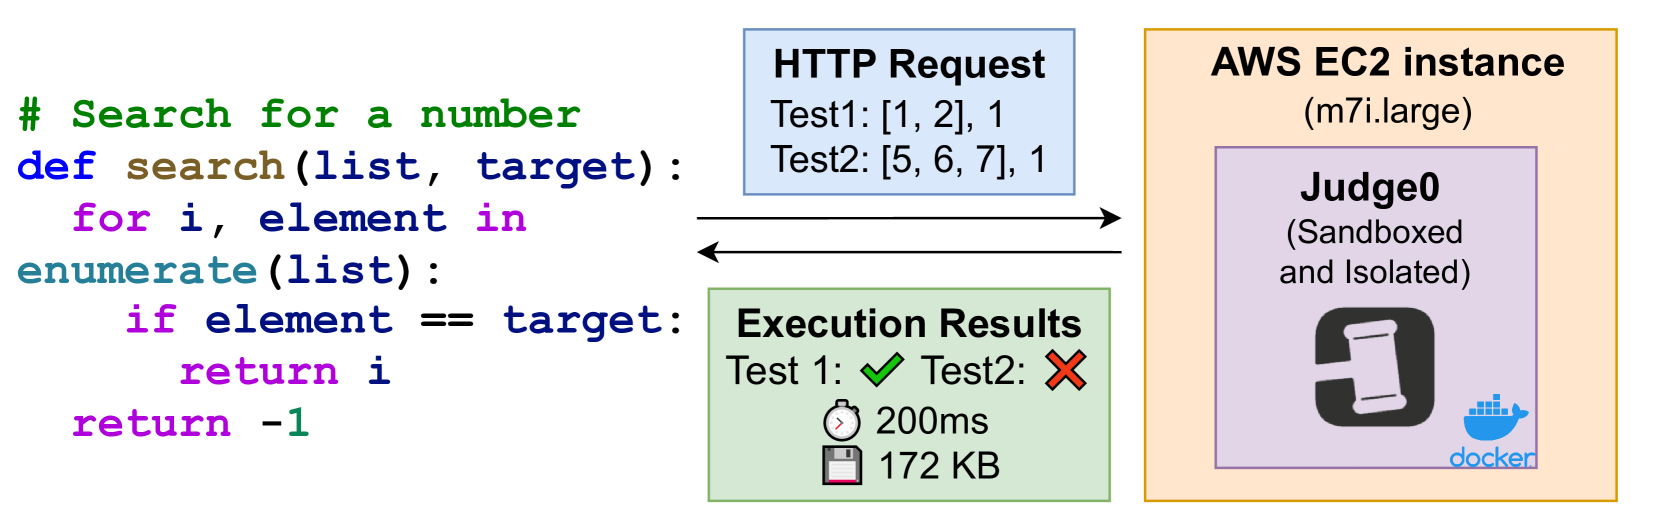 # Search for a number
def search(list, target):
  for i, element in
enumerate(list):
    if element == target:
      return i
  return -1
HTTP Request
Test1: [1, 2], 1
Test2: [5, 6, 7], 1
Execution Results
Test 1: ✔ Test2: ❌
200ms
172 KB
AWS EC2 instance
(m7i.large)
Judge0
(Sandboxed
and Isolated)
docker